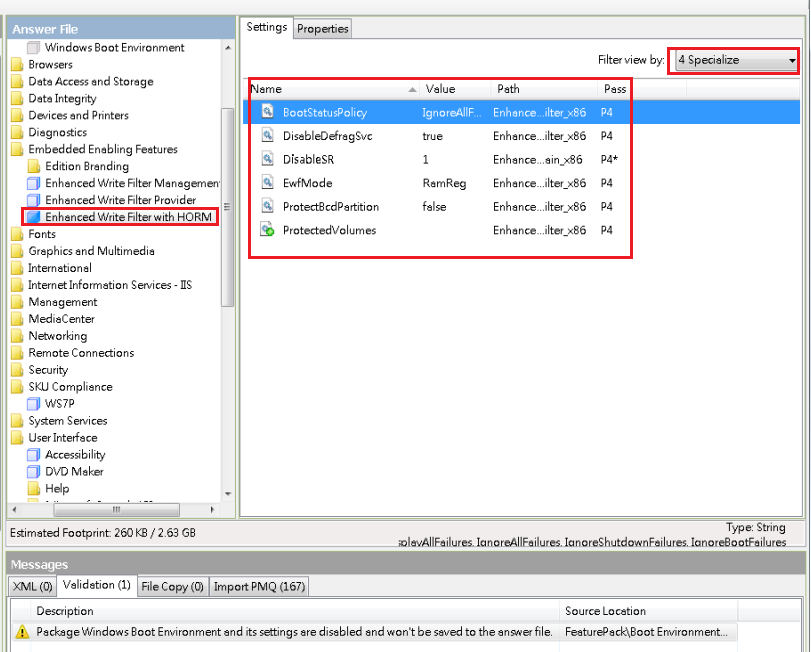 Answer File
Windows Boot Environment
Browsers
Data Access and Storage
Data Integrity
Devices and Printers
Diagnostics
Embedded Enabling Features
Edition Branding
Enhanced Write Filter Managemen
Enhanced Write Filter Provider
Enhanced Write Filter with HORM
Fonts
Graphics and Multimedia
International
Internet Information Services - IIS
Management
MediaCenter
Networking
Remote Connections
Security
SKU Compliance
WS7P
System Services
User Interface
Accessibility
DVD Maker
Help
Settings Properties
Filter view by: 4 Specialize
Name Value Path Pass
BootStatusPolicy IgnoreAllF... Enhance...ilter_x86 P4
DisableDefragSvc true Enhance...ilter_x86 P4
DisableSR 1 Enhance...ain_x86 P4*
EwfMode RamReg Enhance...ilter_x86 P4
ProtectBcdPartition false Enhance...ilter_x86 P4
ProtectedVolumes Enhance...ilter_x86 P4
Estimated Footprint: 260 KB / 2.63 GB
Type: String
splayAllFailures, IgnoreAllFailures, IgnoreShutdownFailures, IgnoreBootFailures
Messages
XML (0) Validation (1) File Copy (0) Import PMQ (167)
Description Source Location
Package Windows Boot Environment and its settings are disabled and won't be saved to the answer file. FeaturePack\Boot Environment...